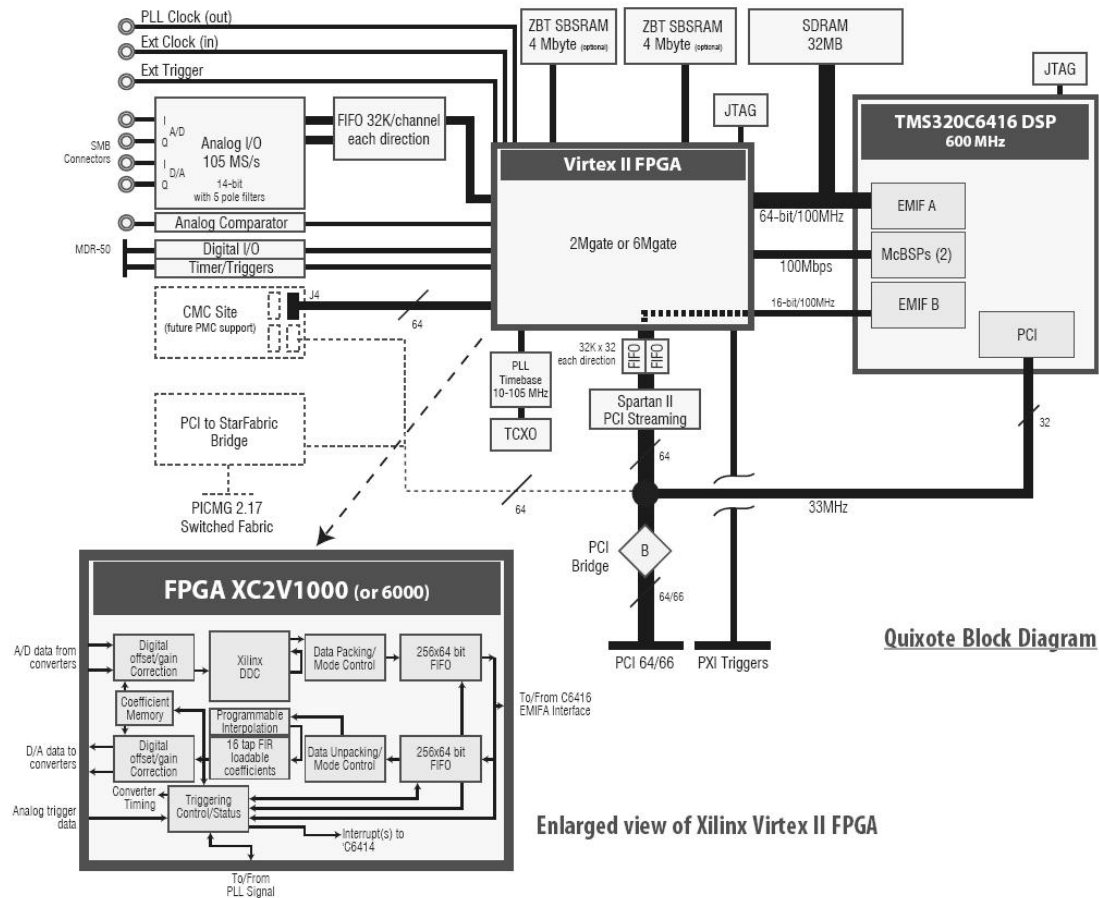 PLL Clock (out)
Ext Clock (in)
Ext Trigger
SMB
Connectors
I
A/D
Q
I
D/A
Q
Analog I/O
105 MS/s
14-bit
with 5 pole filters
FIFO 32K/channel
each direction
Analog Comparator
MDR-50
Digital I/O
Timer/Triggers
CMC Site
(future PMC support)
J4
64
PCI to StarFabric
Bridge
PICMG 2.17
Switched Fabric
64
ZBT SBSRAM
4 Mbyte (optional)
ZBT SBSRAM
4 Mbyte (optional)
SDRAM
32MB
JTAG
JTAG
Virtex II FPGA
2Mgate or 6Mgate
TMS320C6416 DSP
600 MHz
64-bit/100MHz
EMIF A
100Mbps
McBSPs (2)
16-bit/100MHz
EMIF B
PCI
32
33MHz
PLL
Timebase
10-105 MHz
TCXO
32K x 32
each direction
FIFO
FIFO
Spartan II
PCI Streaming
64
PCI
Bridge
B
64/66
PCI 64/66
PXI Triggers
Quixote Block Diagram
FPGA XC2V1000 (or 6000)
A/D data from
converters
Digital
offset/gain
Correction
Xilinx
DDC
Data Packing/
Mode Control
256x64 bit
FIFO
To/From C6416
EMIFA Interface
Coefficient
Memory
Programmable
Interpolation
D/A data to
converters
Digital
offset/gain
Correction
16 tap FIR
loadable
coefficients
Data Unpacking/
Mode Control
256x64 bit
FIFO
Converter
Timing
Analog trigger
data
Triggering
Control/Status
Interrupt(s) to
'C6414
To/From
PLL Signal
Enlarged view of Xilinx Virtex II FPGA